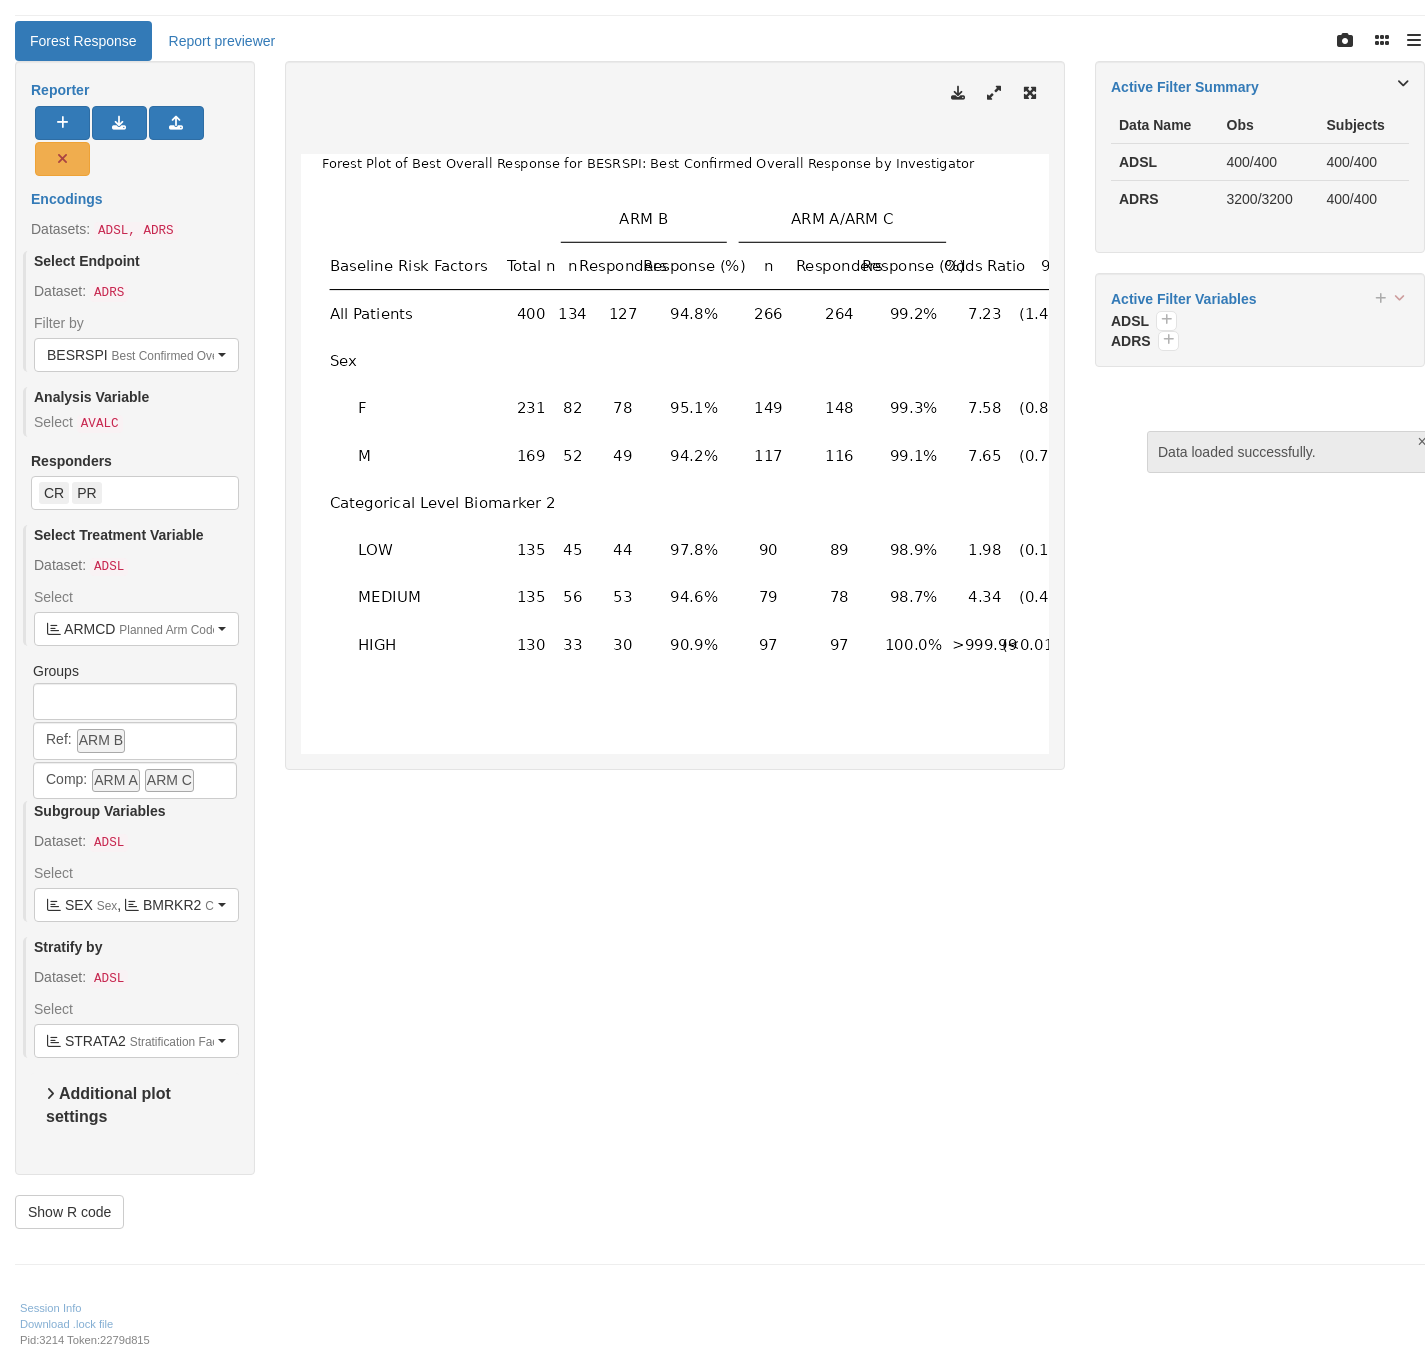 Forest Response Report previewer
Reporter
Encodings
Datasets: ADSL, ADRS
Select Endpoint
Dataset: ADRS
Filter by
BESRSPI Best Confirmed Ove
Analysis Variable
Select AVALC
Responders
CR PR
Select Treatment Variable
Dataset: ADSL
Select
ARMCD Planned Arm Code
Groups
Ref: ARM B
Comp: ARM A ARM C
Subgroup Variables
Dataset: ADSL
Select
SEX Sex, BMRKR2 C
Stratify by
Dataset: ADSL
Select
STRATA2 Stratification Fac
Additional plot
settings
Show R code
Forest Plot of Best Overall Response for BESRSPI: Best Confirmed Overall Response by Investigator
ARM B ARM A/ARM C
Baseline Risk Factors Total n n Responders Response (%) n Responders Response (%) Odds Ratio 9
All Patients 400 134 127 94.8% 266 264 99.2% 7.23 (1.4
Sex
F 231 82 78 95.1% 149 148 99.3% 7.58 (0.8
M 169 52 49 94.2% 117 116 99.1% 7.65 (0.7
Categorical Level Biomarker 2
LOW 135 45 44 97.8% 90 89 98.9% 1.98 (0.1
MEDIUM 135 56 53 94.6% 79 78 98.7% 4.34 (0.4
HIGH 130 33 30 90.9% 97 97 100.0% >999.99 (<0.01
Active Filter Summary
Data Name Obs Subjects
ADSL 400/400 400/400
ADRS 3200/3200 400/400
Active Filter Variables
ADSL
ADRS
Data loaded successfully.
Session Info
Download .lock file
Pid:3214 Token:2279d815